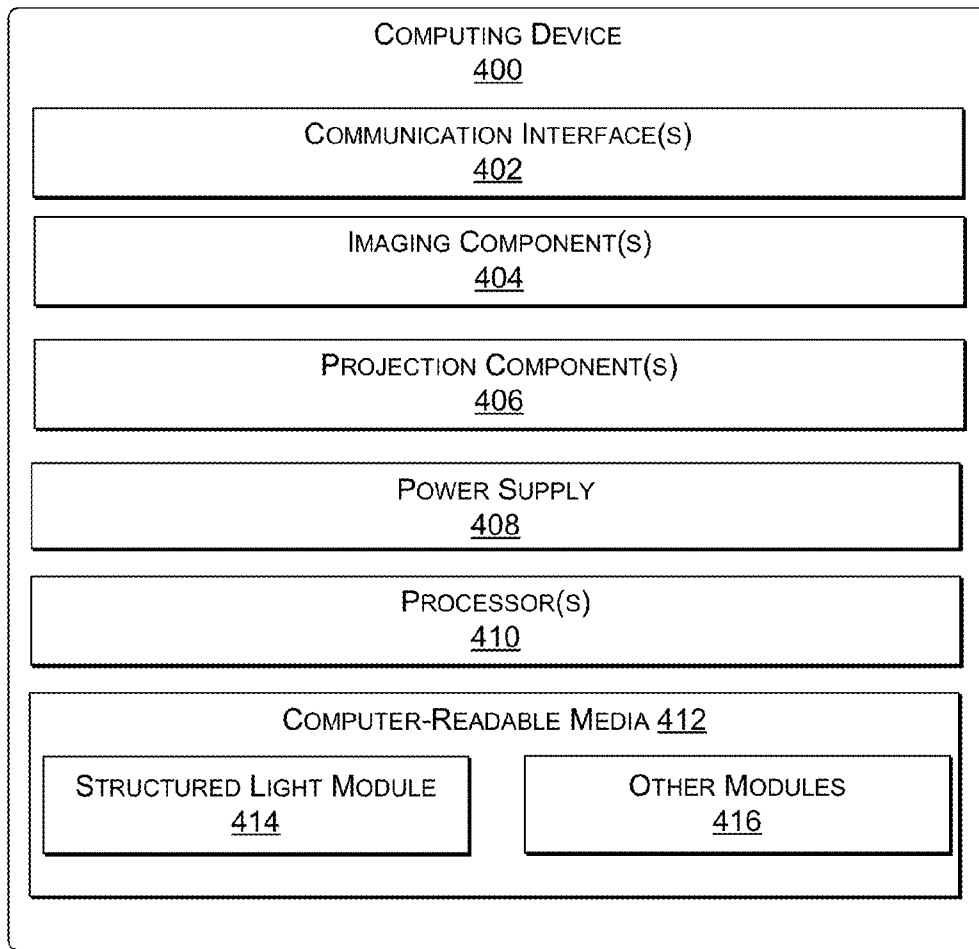 COMPUTING DEVICE
400
COMMUNICATION INTERFACE(S)
402
IMAGING COMPONENT(S)
404
PROJECTION COMPONENT(S)
406
POWER SUPPLY
408
PROCESSOR(S)
410
COMPUTER-READABLE MEDIA 412
STRUCTURED LIGHT MODULE
414
OTHER MODULES
416